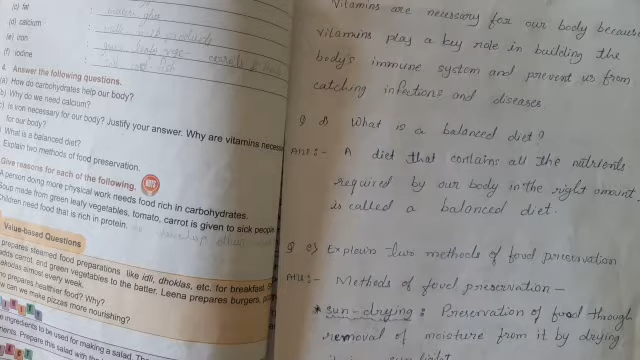 (c) fat
(d) calcium
(e) iron
(f) iodine
4. Answer the following questions.
(a) How do carbohydrates help our body?
b) Why do we need calcium?
c) Is iron necessary for our body? Justify your answer. Why are vitamins necess
for our body?
What is a balanced diet?
Explain two methods of food preservation.
Give reasons for each of the following.
A person doing more physical work needs food rich in carbohydrates.
Soup made from green leafy vegetables, tomato, carrot is given to sick people
Children need food that is rich in protein.
Value-based Questions
prepares steamed food preparations like idli, dhoklas, etc. for breakfast.
adds carrot, and green vegetables to the batter. Leena prepares burgers,
almost every week.
prepares healthier food? Why?
can we make pizzas more nourishing?
ingredients to be used for making a salad.
Prepare this salad with the
Vitamins are necessary for our body because
vitamins play a key role in building the
body's immune system and prevent us from
catching infections and diseases.
Q d) What is a balanced diet?
Ans:- A diet that contains all the nutrients
required by our body in the right amount
is called a balanced diet.
Q e) Explain two methods of food preservation
Ans:- Methods of food preservation —
* sun-drying: Preservation of food through
removal of moisture from it by drying